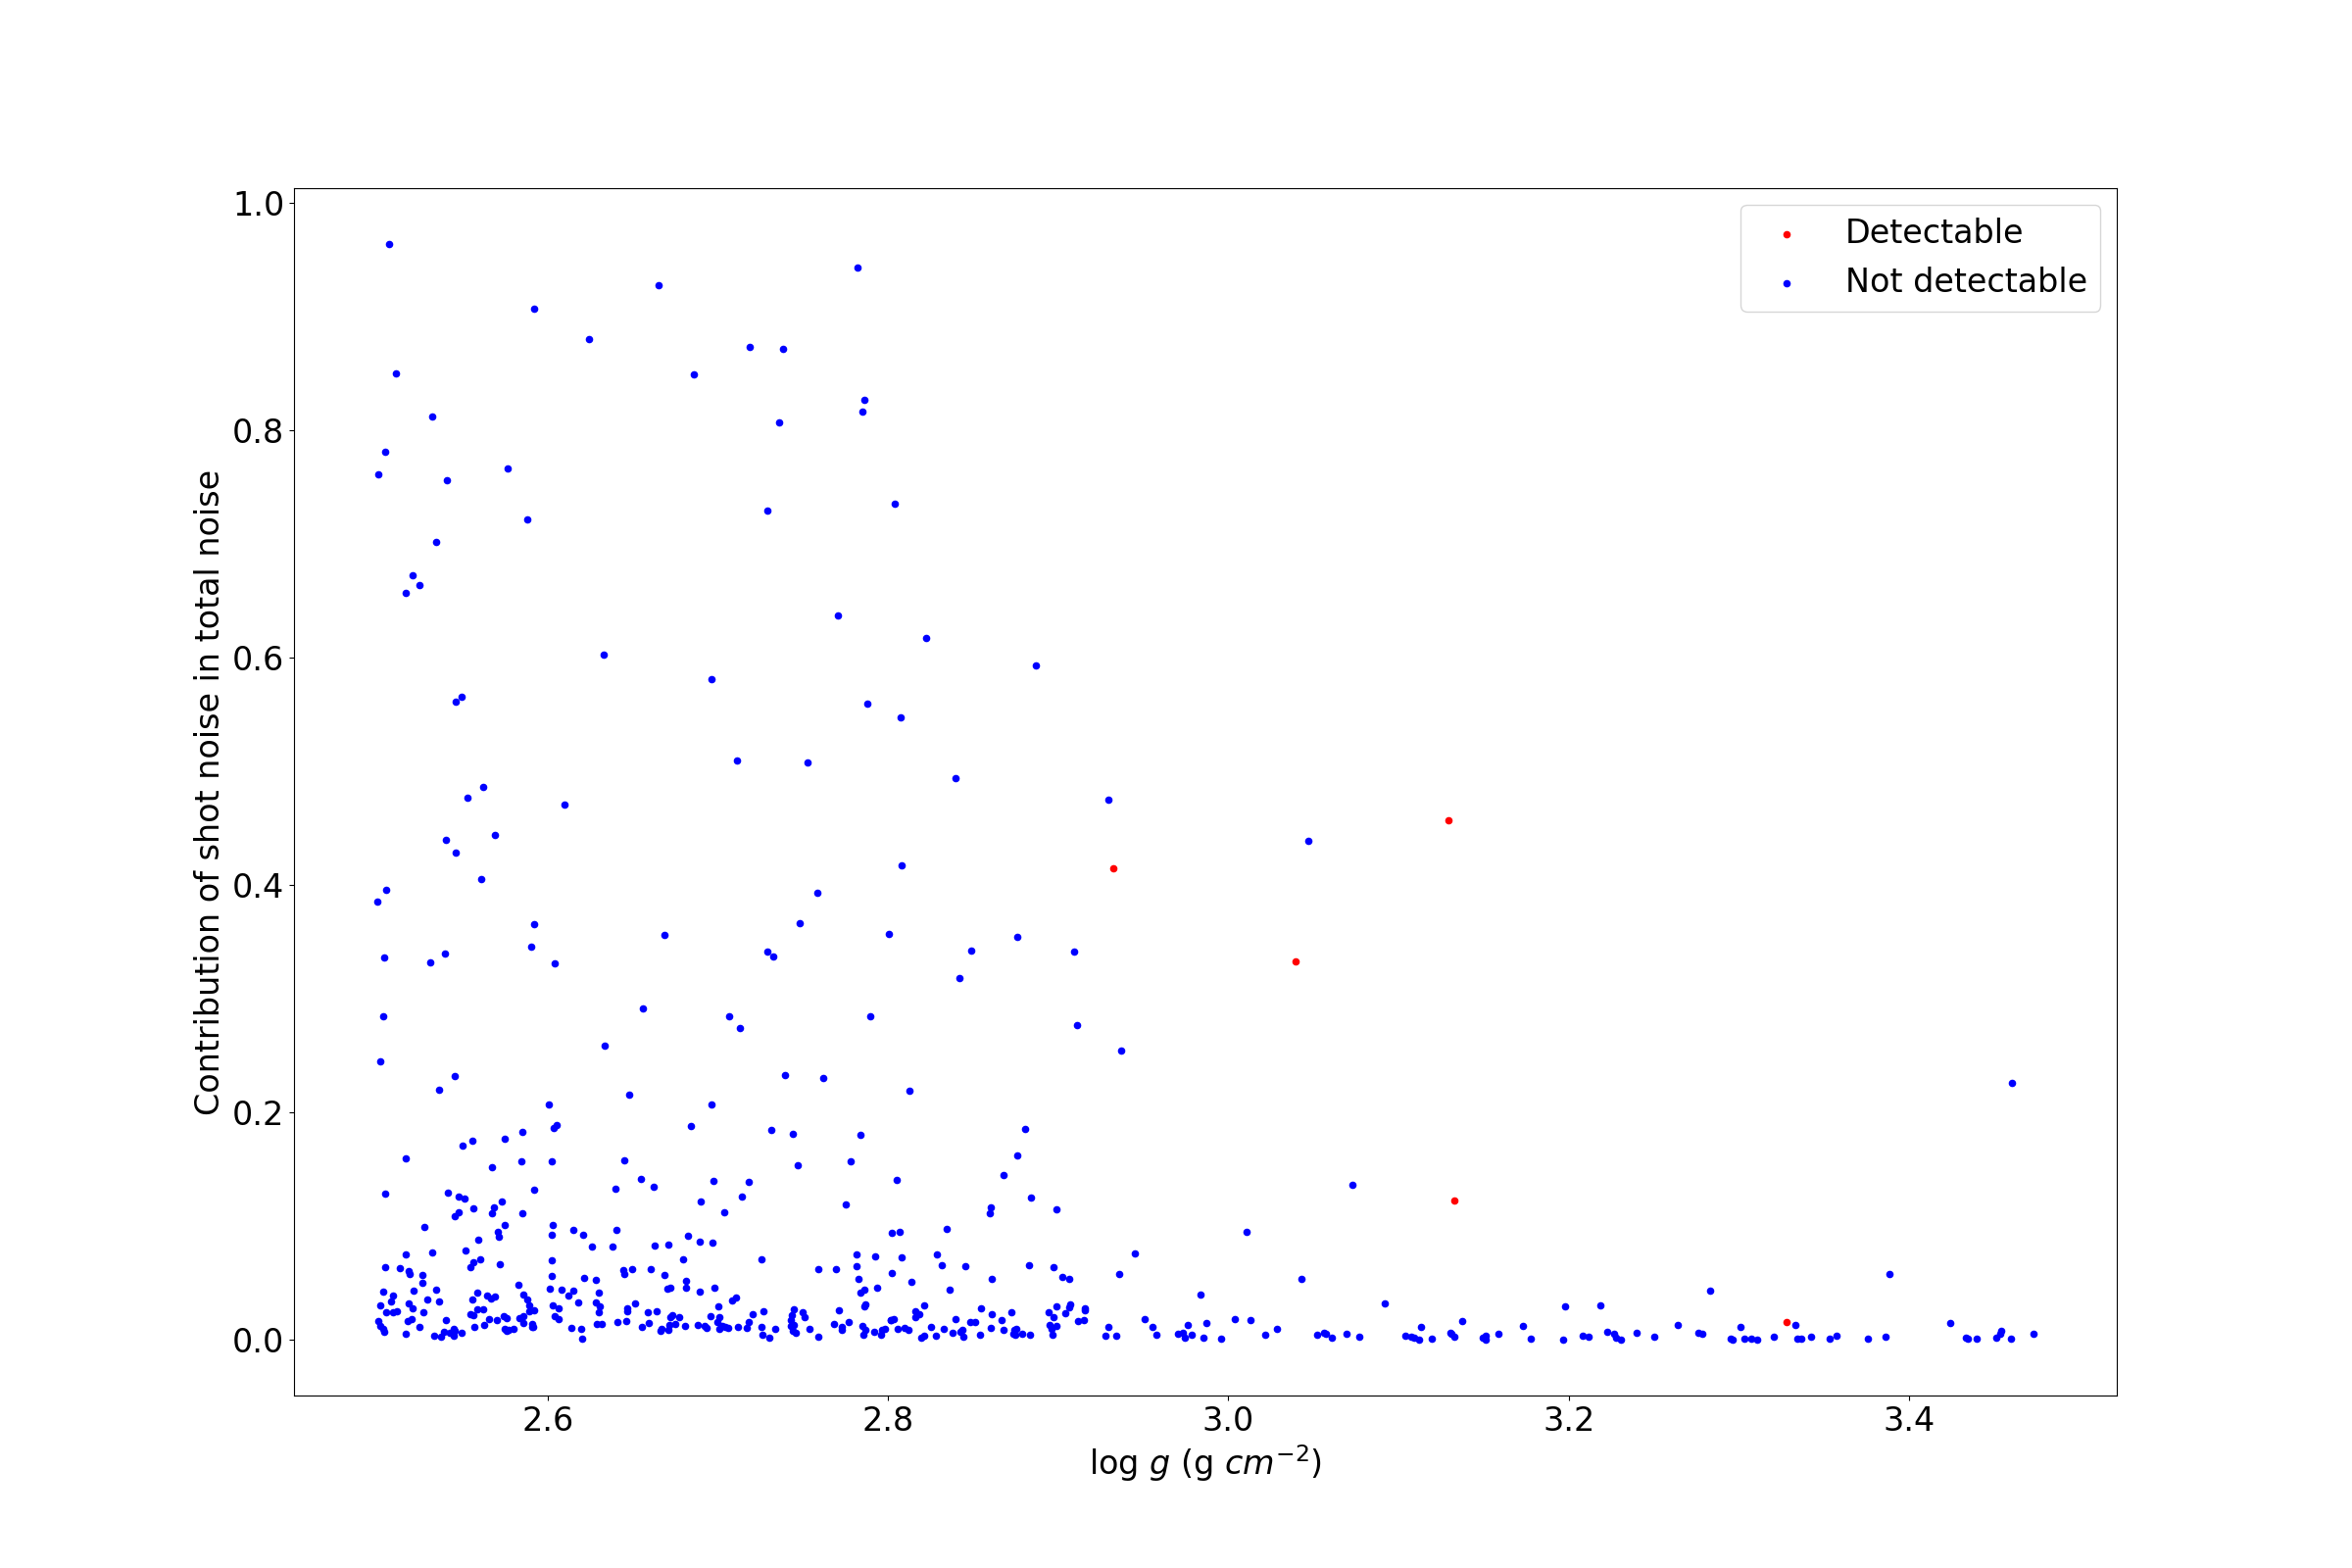 Contribution of shot noise in total noise
1.0
0.8
0.6
0.4
0.2
0.0
Detectable
Not detectable
2.6 2.8 3.0 3.2 3.4
log g (g cm⁻²)